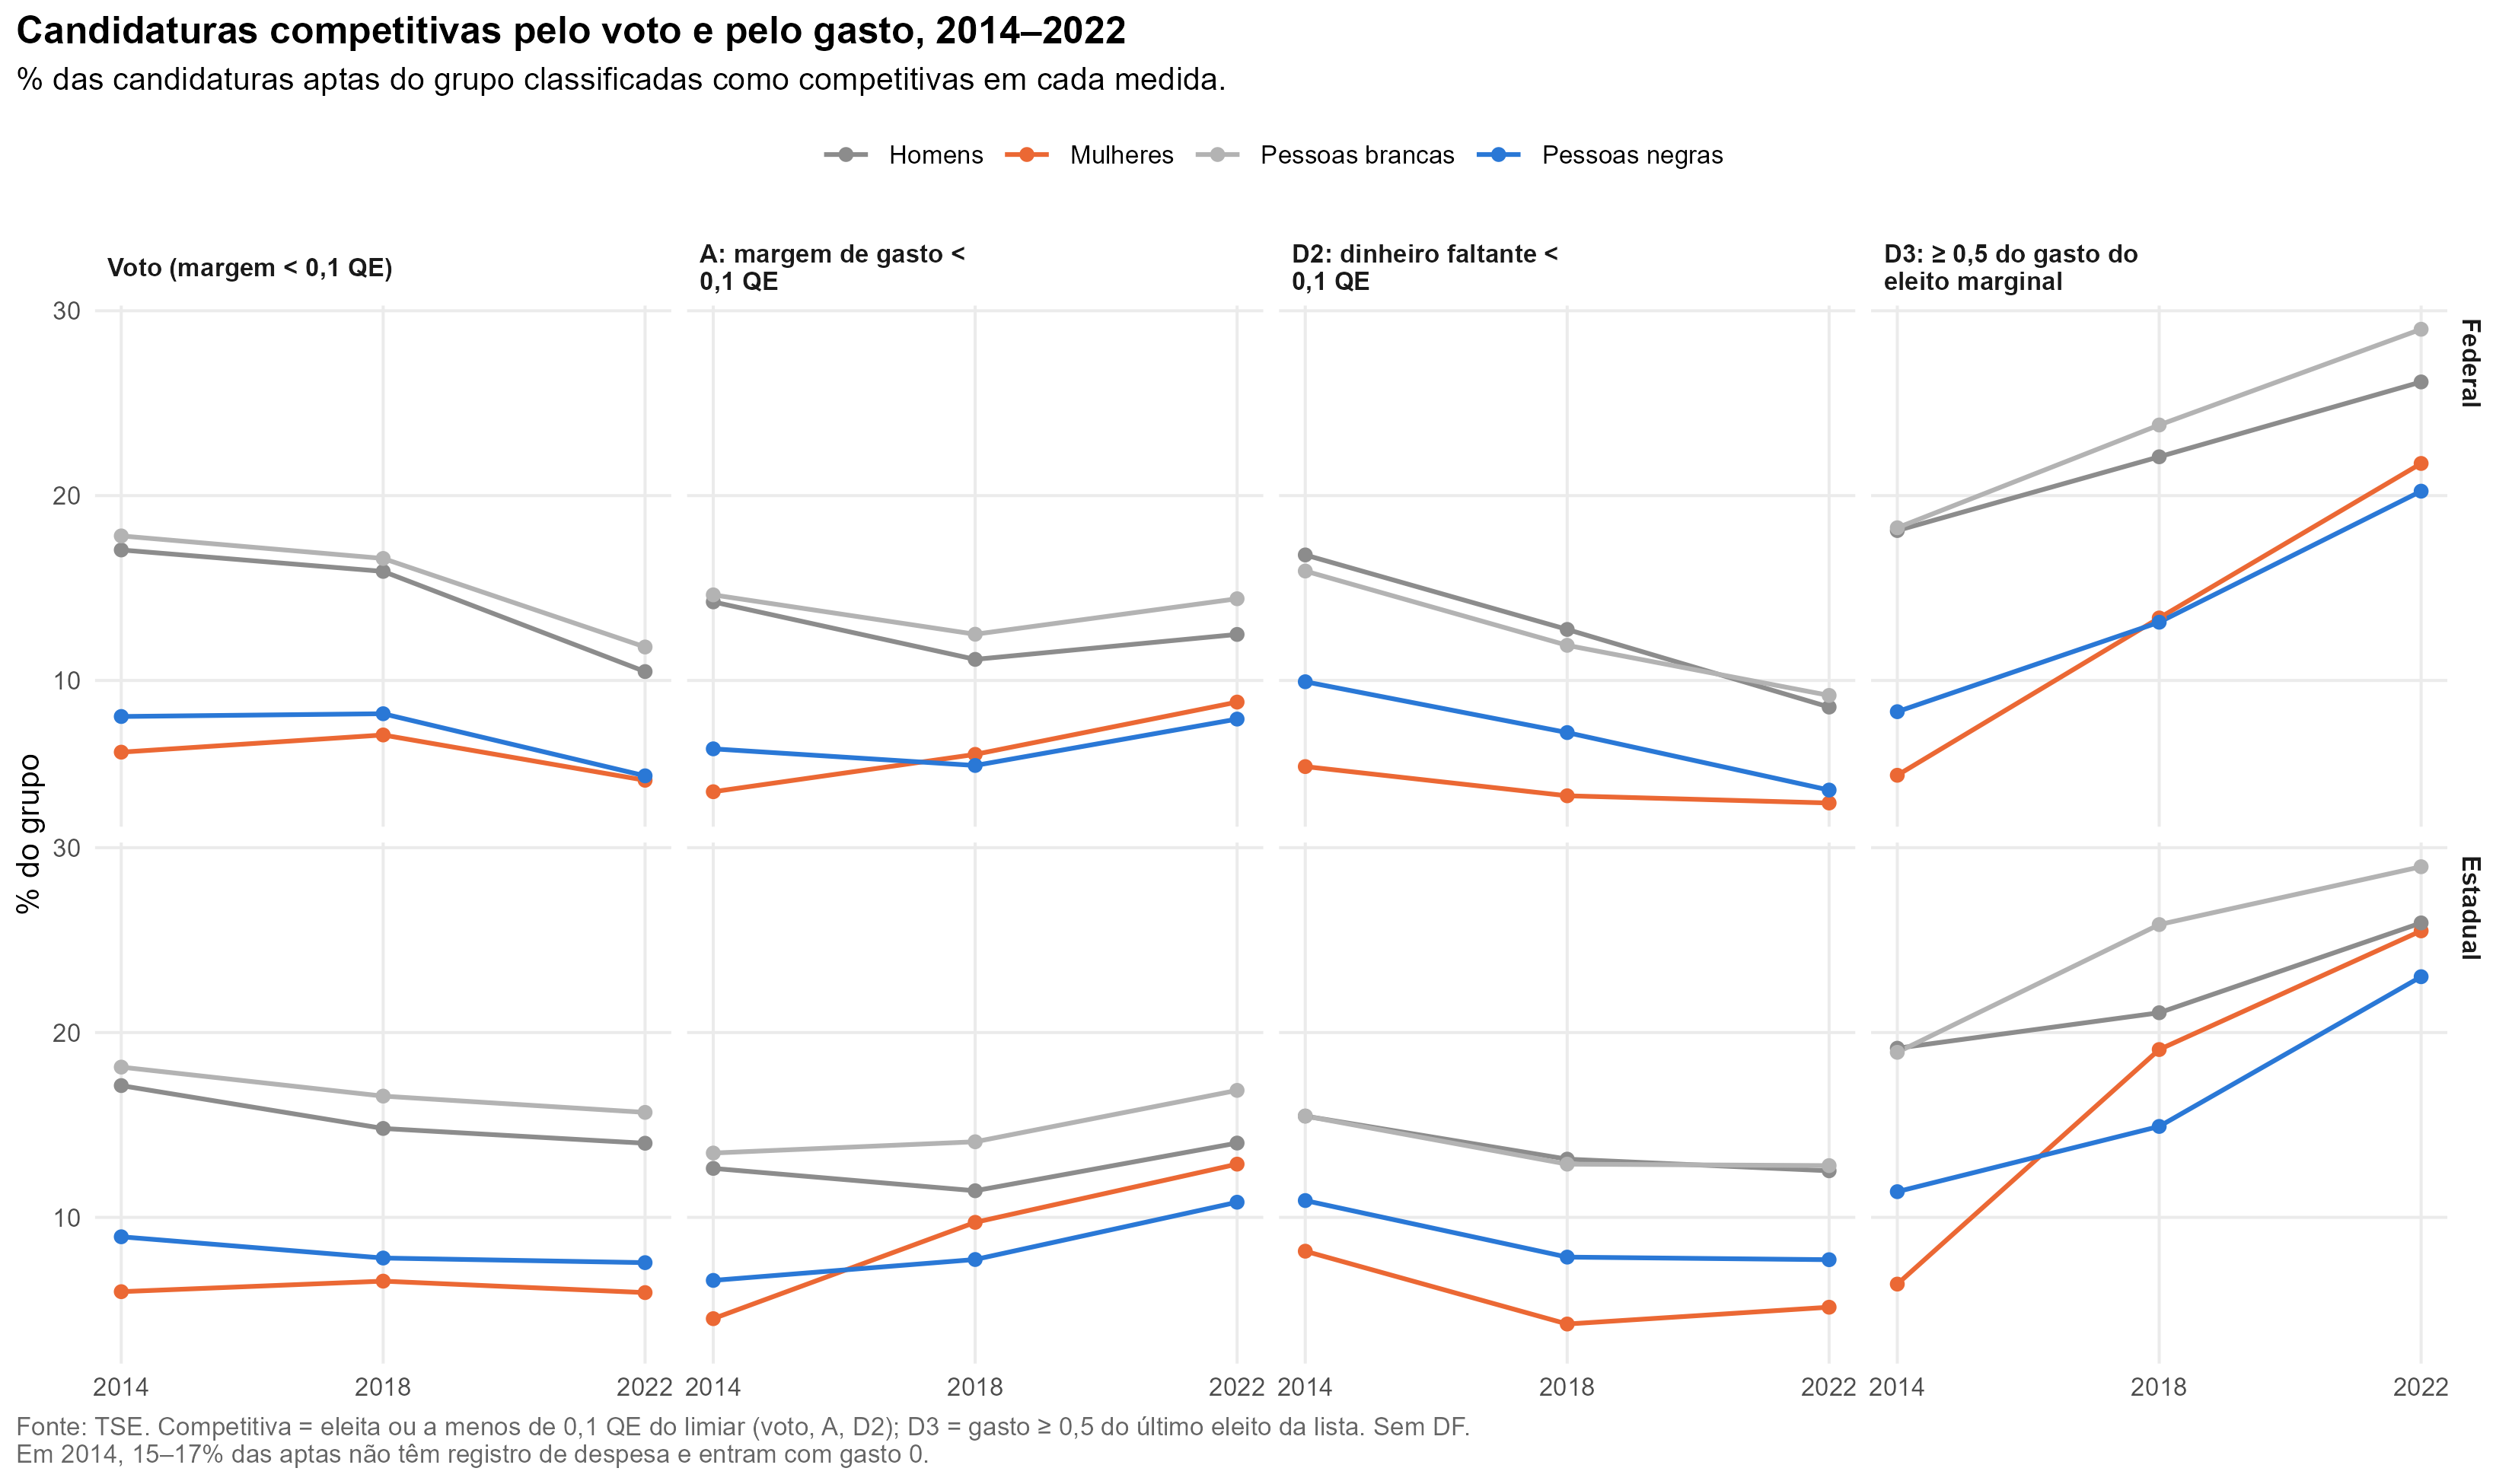 Candidaturas competitivas pelo voto e pelo gasto, 2014–2022
% das candidaturas aptas do grupo classificadas como competitivas em cada medida.
Homens Mulheres Pessoas brancas Pessoas negras
Voto (margem < 0,1 QE)
A: margem de gasto <
0,1 QE
D2: dinheiro faltante <
0,1 QE
D3: ≥ 0,5 do gasto do
eleito marginal
30
20
10
Federal
% do grupo
30
20
10
Estadual
2014 2018 2022 2014 2018 2022 2014 2018 2022 2014 2018 2022
Fonte: TSE. Competitiva = eleita ou a menos de 0,1 QE do limiar (voto, A, D2); D3 = gasto ≥ 0,5 do último eleito da lista. Sem DF.
Em 2014, 15–17% das aptas não têm registro de despesa e entram com gasto 0.